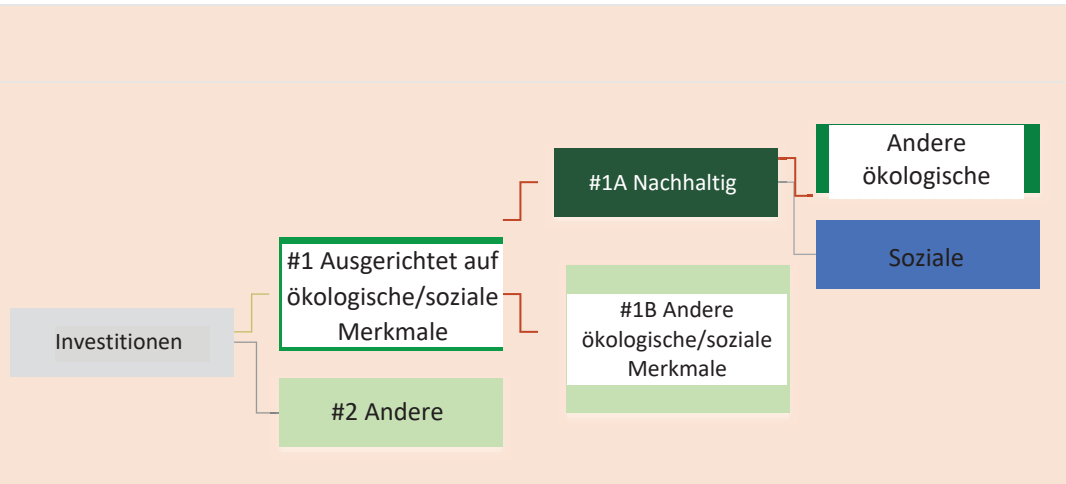 Investitionen
#1 Ausgerichtet auf
ökologische/soziale
Merkmale
#2 Andere
#1A Nachhaltig
#1B Andere
ökologische/soziale
Merkmale
Andere
ökologische
Soziale